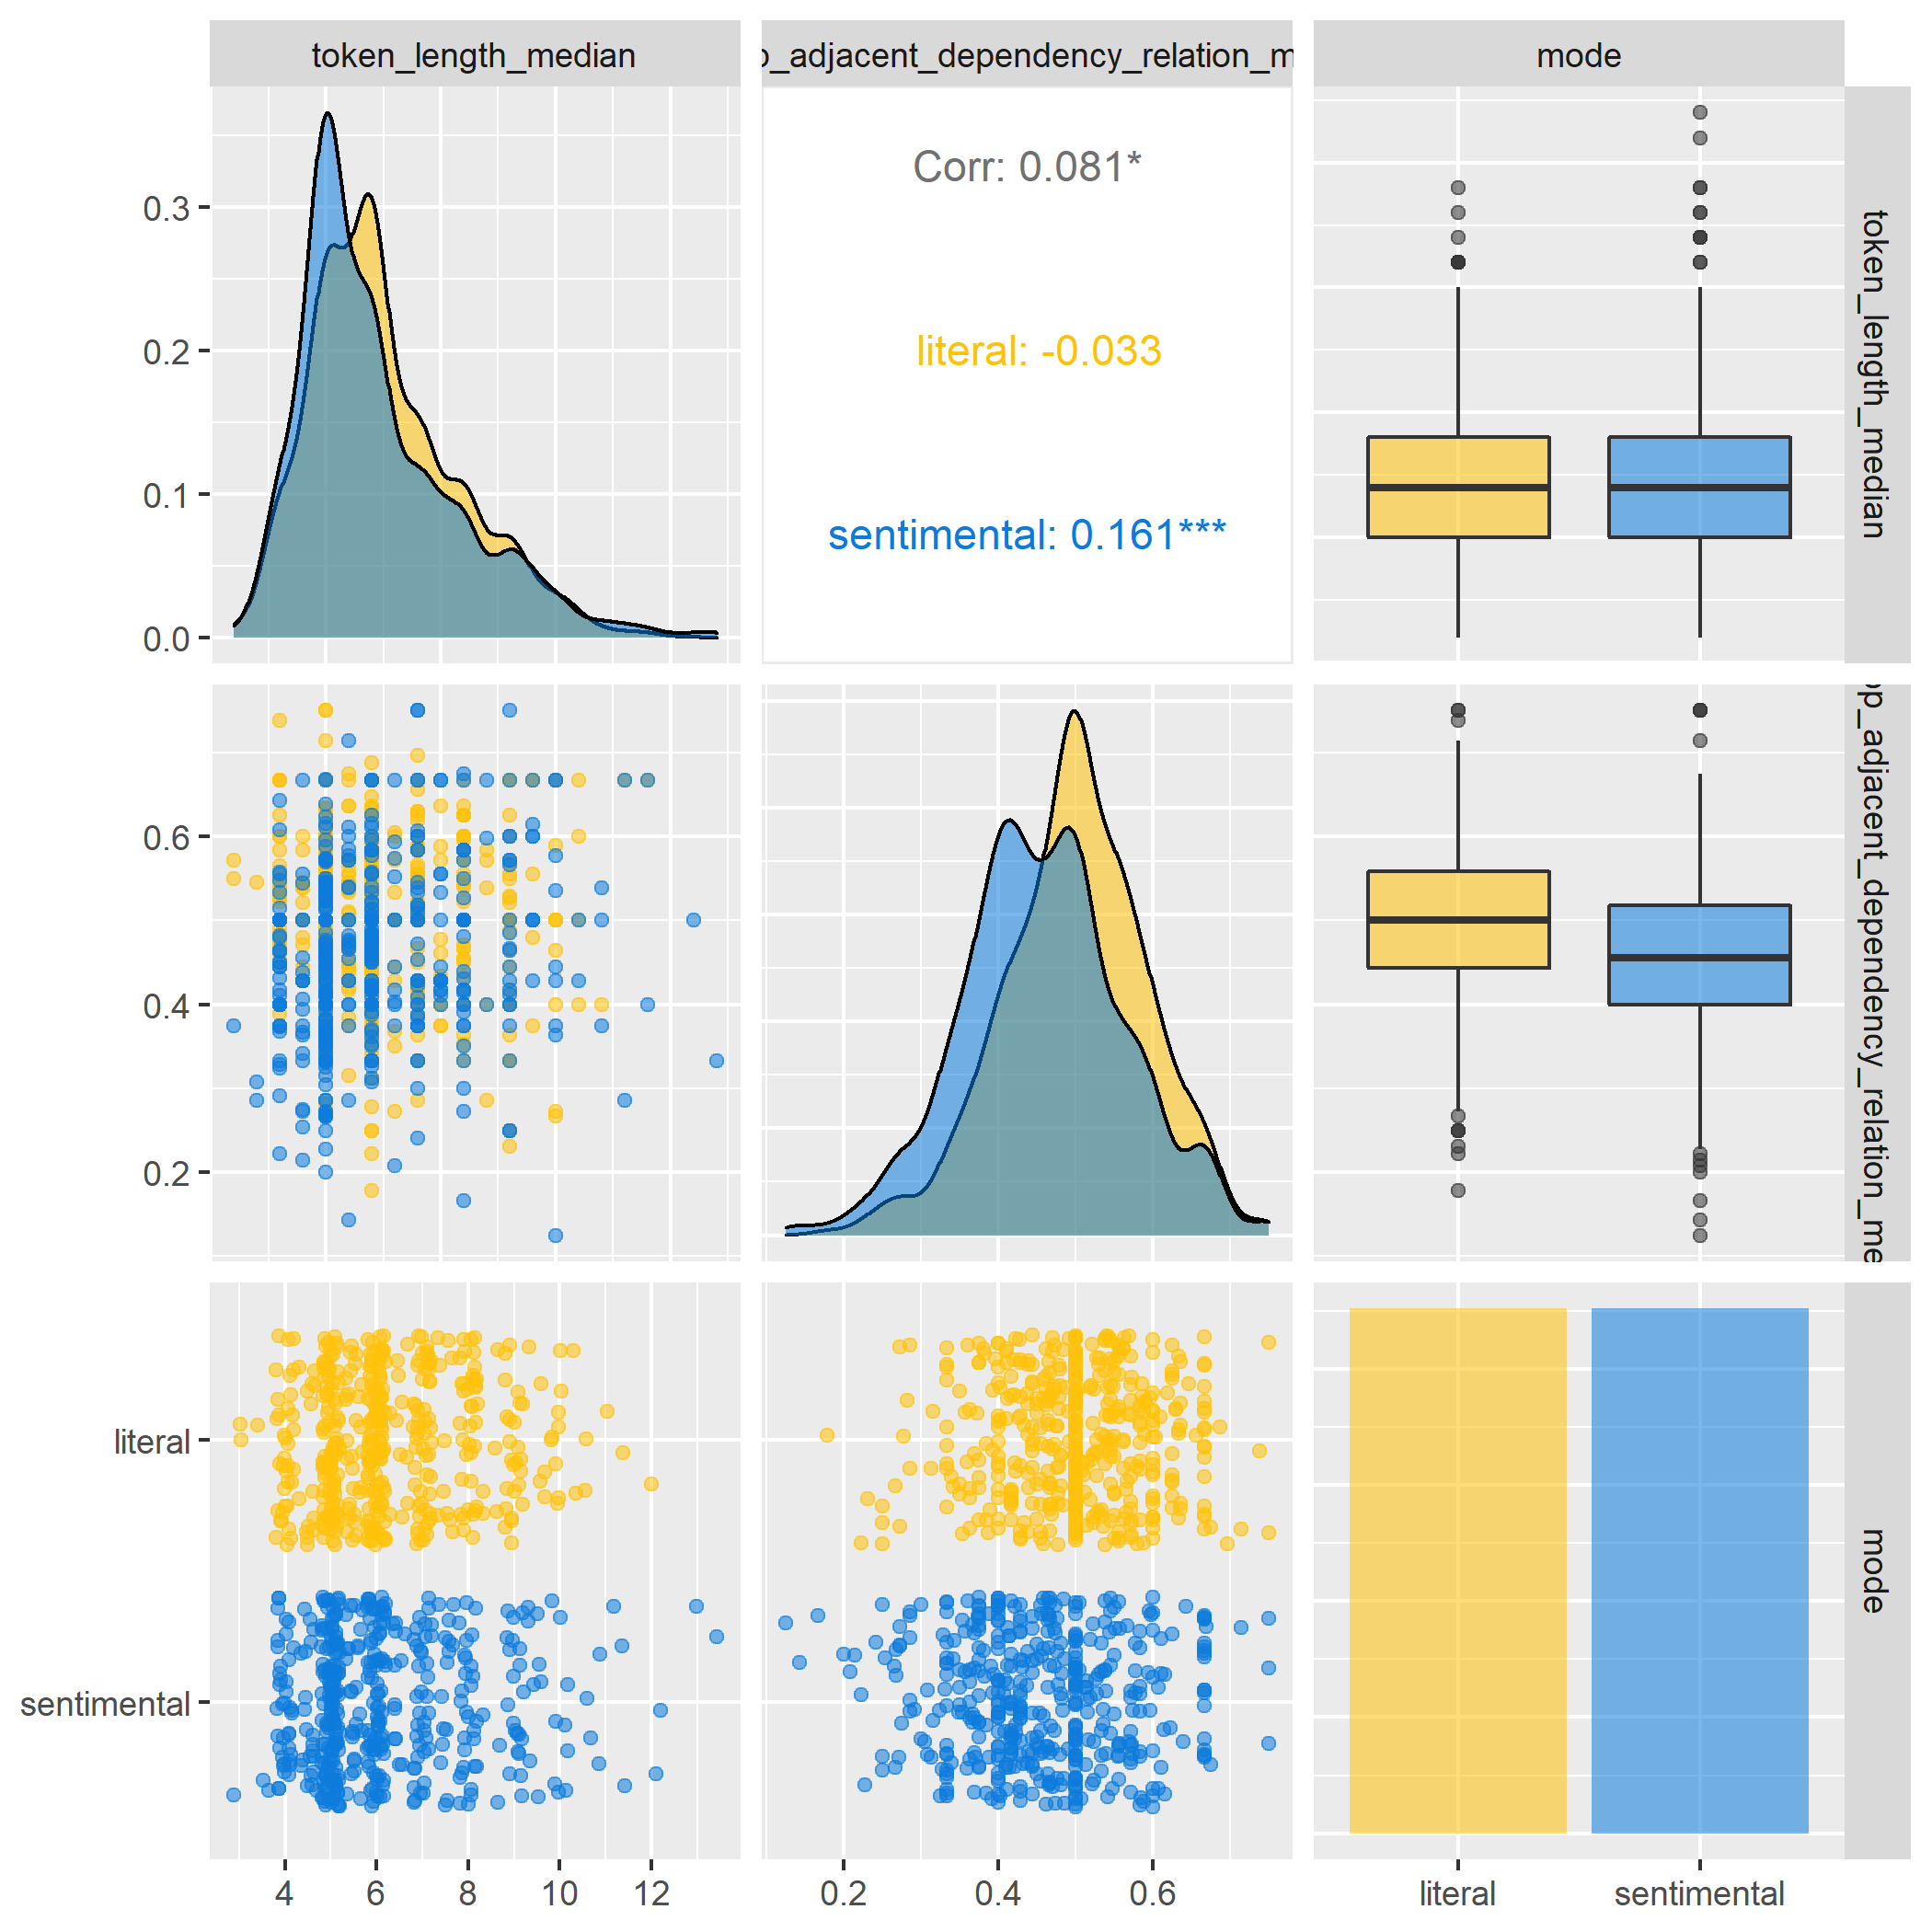 token_length_median
p_adjacent_dependency_relation_m
mode
0.3
0.2
0.1
0.0
Corr: 0.081*
literal: -0.033
sentimental: 0.161***
token_length_median
0.6
0.4
0.2
op_adjacent_dependency_relation_me
literal
sentimental
mode
4 6 8 10 12
0.2 0.4 0.6
literal sentimental